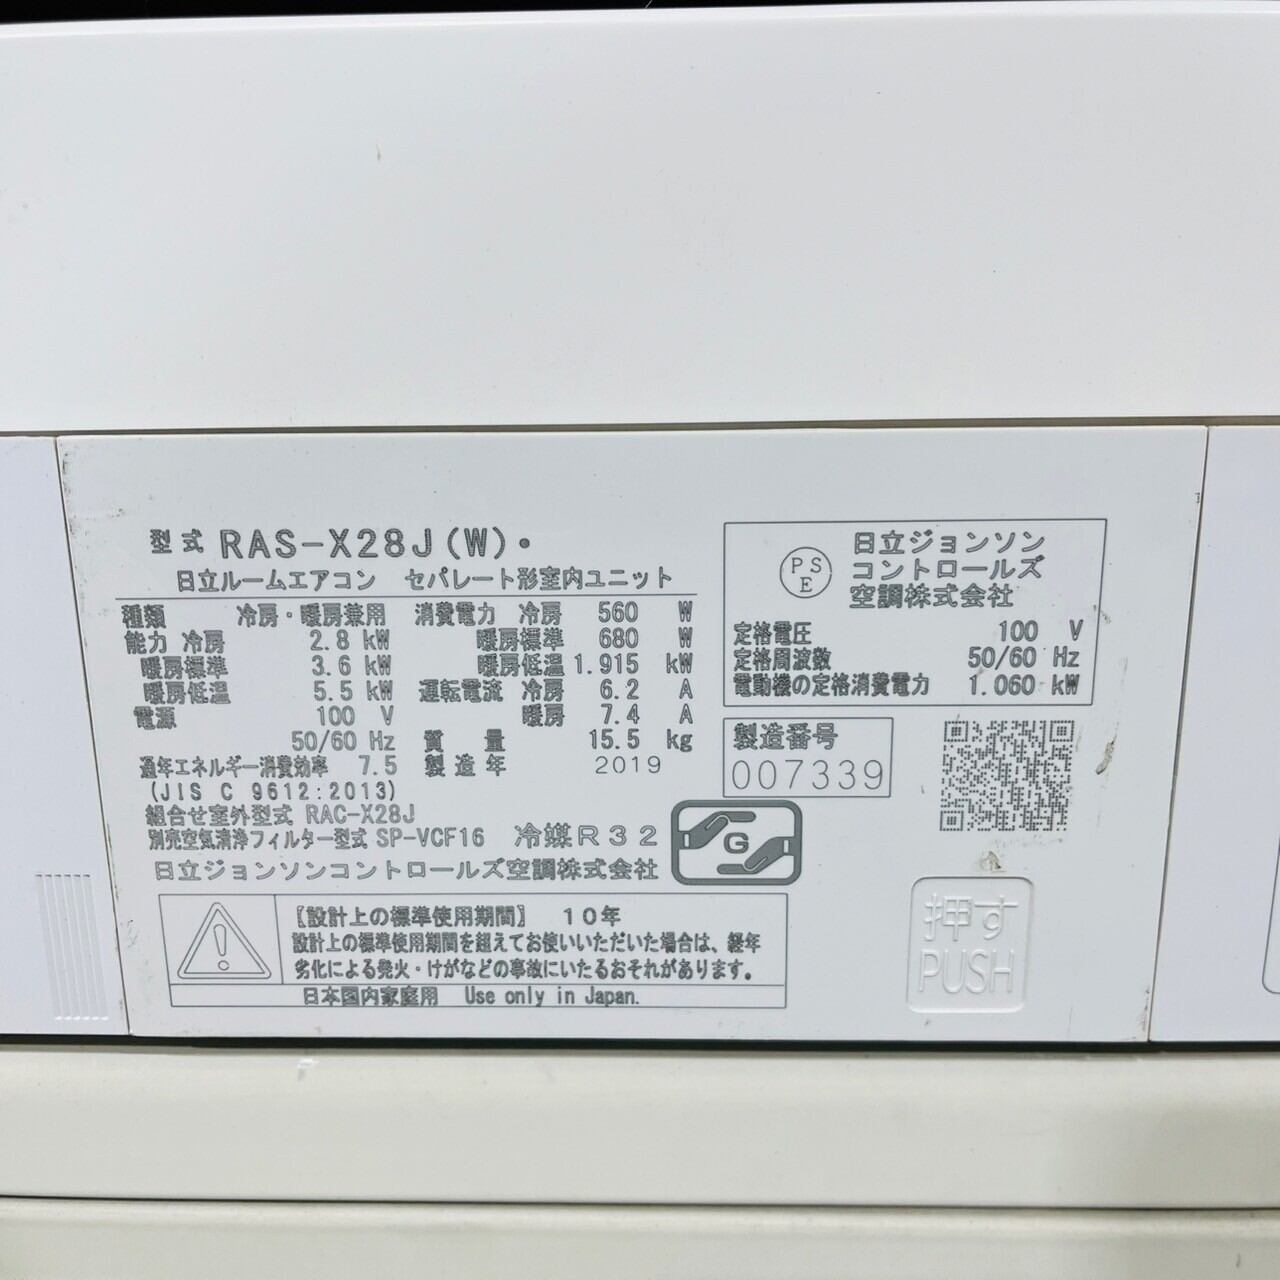 型式 RAS-X28J(W)・
日立ルームエアコン セパレート形室内ユニット
種類 冷房・暖房兼用
能力 冷房 2.8 kW
暖房標準 3.6 kW
暖房低温 5.5 kW
電源 100 V
50/60 Hz
通年エネルギー消費効率 7.5
(JIS C 9612:2013)
消費電力 冷房 560 W
暖房標準 680 W
暖房低温 1.915 kW
運転電流 冷房 6.2 A
暖房 7.4 A
質量 15.5 kg
製造年 2019
組合せ室外型式 RAC-X28J
別売空気清浄フィルター型式 SP-VCF16 冷媒R32
日立ジョンソンコントロールズ空調株式会社
G
PSE
日立ジョンソン
コントロールズ
空調株式会社
定格電圧 100 V
定格周波数 50/60 Hz
電動機の定格消費電力 1.060 kW
製造番号
007339
【設計上の標準使用期間】 10年
設計上の標準使用期間を超えてお使いいただいた場合は、経年
劣化による発火・けがなどの事故にいたるおそれがあります。
日本国内家庭用 Use only in Japan.
押す
PUSH